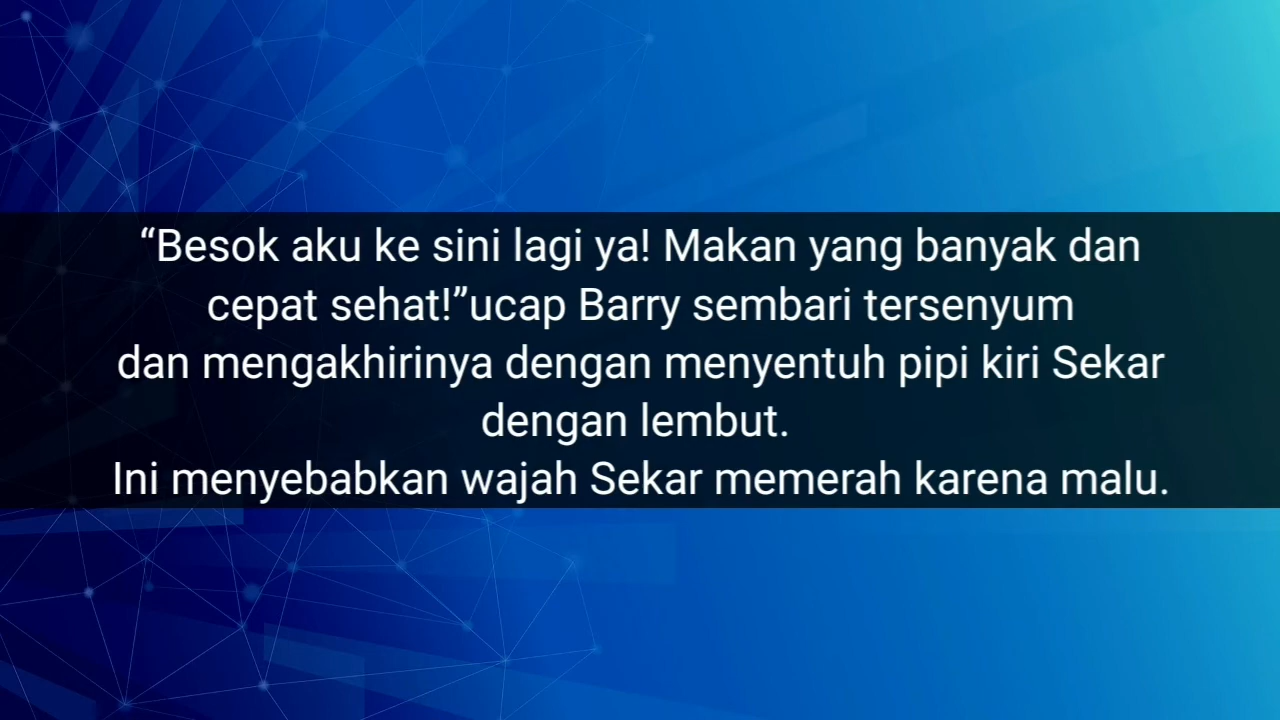 “Besok aku ke sini lagi ya! Makan yang banyak dan
cepat sehat!”ucap Barry sembari tersenyum
dan mengakhirinya dengan menyentuh pipi kiri Sekar
dengan lembut.
Ini menyebabkan wajah Sekar memerah karena malu.